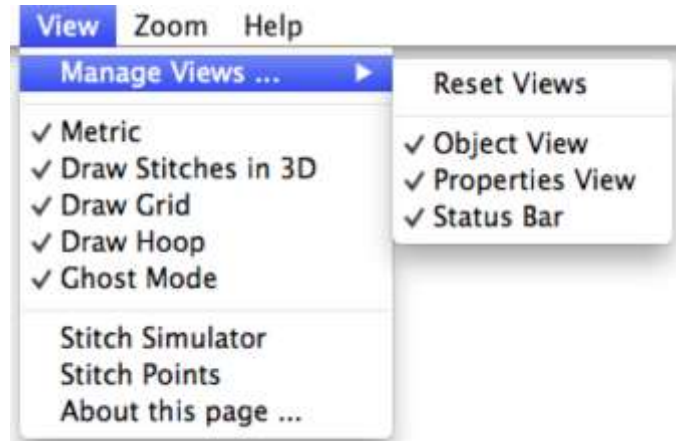 View Zoom Help
Manage Views ...
Metric
Draw Stitches in 3D
Draw Grid
Draw Hoop
Ghost Mode
Stitch Simulator
Stitch Points
About this page ...
Reset Views
Object View
Properties View
Status Bar